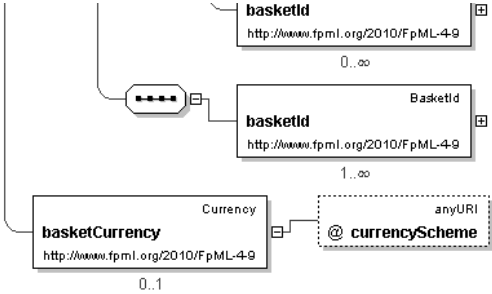 basketId
http://www.fpml.org/2010/FpML-4-9
0..∞
BasketId
basketId
http://www.fpml.org/2010/FpML-4-9
1..∞
Currency
basketCurrency
http://www.fpml.org/2010/FpML-4-9
0..1
anyURI
@ currencyScheme